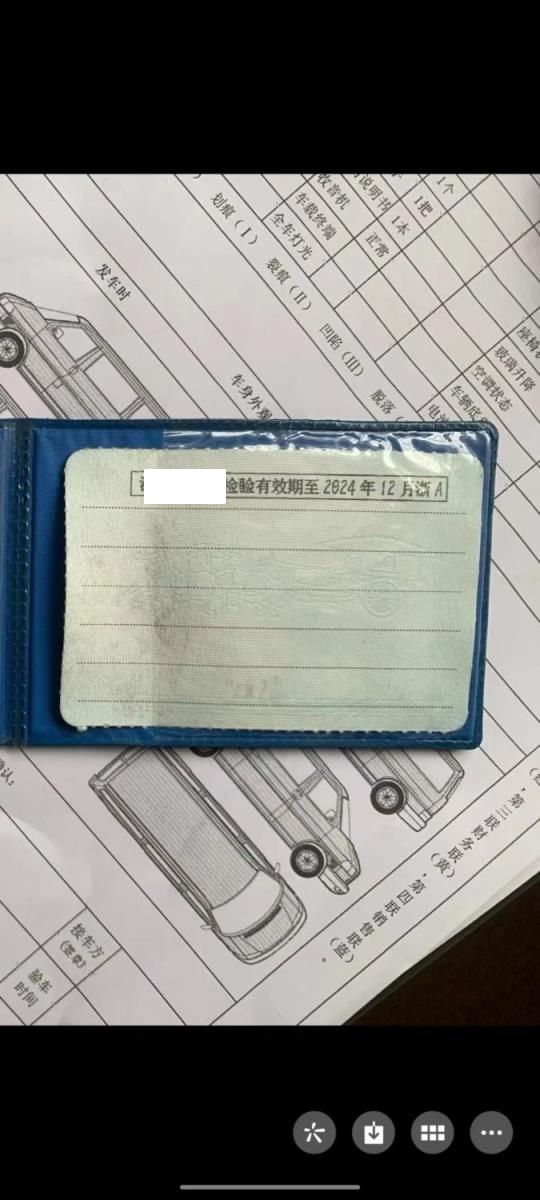 1个
1把
说明书 1本
收音机
车载终端 正常
全车灯光
划痕(Ⅰ) 裂痕(Ⅱ) 凹陷(Ⅲ) 脱落(
发车时
车身外观
玻璃升降
空调状态
检验有效期至2024年12月浙A
,第三联财务联(黄)
,第四联销售联(蓝)
接车方
(签章)
验车
时间